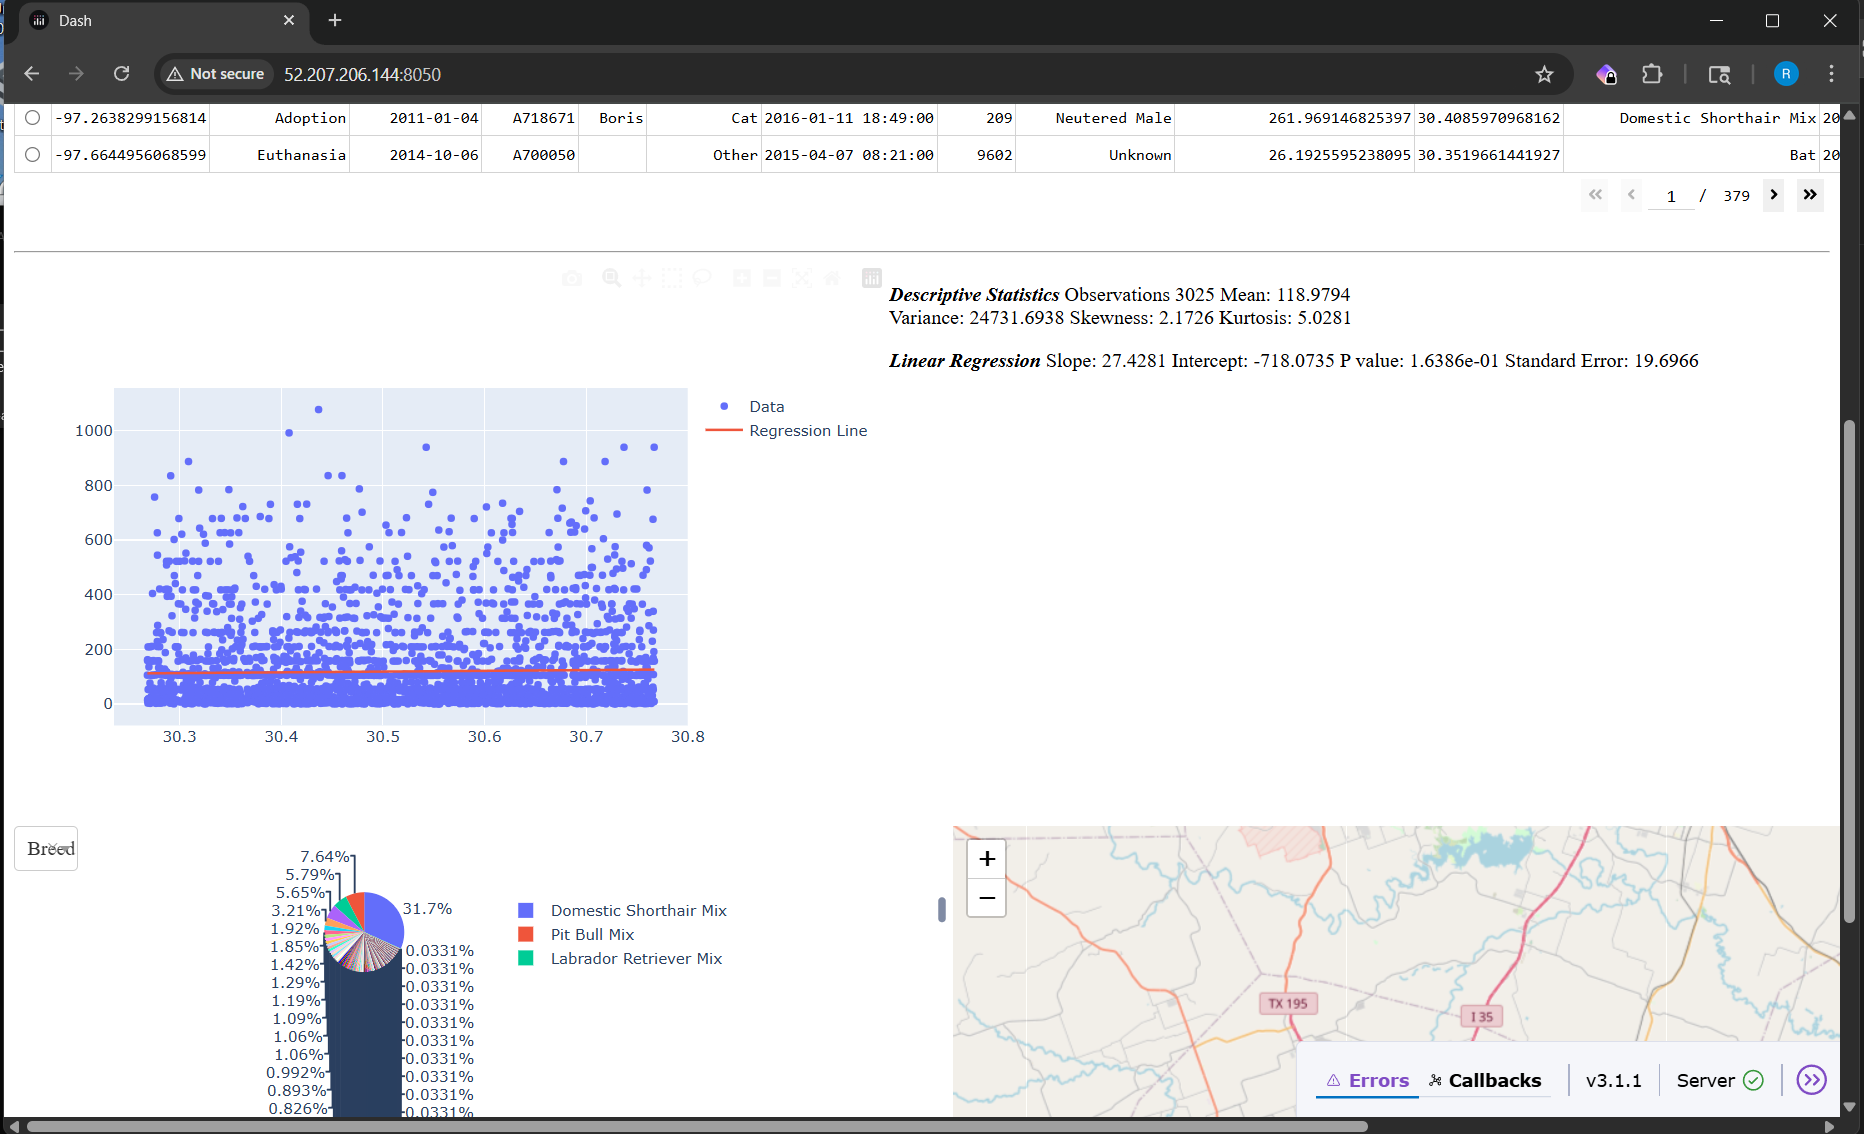 Dash
Not secure 52.207.206.144:8050 R
-97.2638299156814 Adoption 2011-01-04 A718671 Boris Cat 2016-01-11 18:49:00 209 Neutered Male 261.969146825397 30.4085970968162 Domestic Shorthair Mix 20
-97.6644956068599 Euthanasia 2014-10-06 A700050 Other 2015-04-07 08:21:00 9602 Unknown 26.1925595238095 30.3519661441927 Bat 20
1 / 379
Descriptive Statistics Observations 3025 Mean: 118.9794
Variance: 24731.6938 Skewness: 2.1726 Kurtosis: 5.0281
Linear Regression Slope: 27.4281 Intercept: -718.0735 P value: 1.6386e-01 Standard Error: 19.6966
Data
Regression Line
1000
800
600
400
200
0
30.3 30.4 30.5 30.6 30.7 30.8
Breed
7.64%
5.79%
5.65%
3.21%
1.92%
1.85%
1.42%
1.29%
1.19%
1.09%
1.06%
1.06%
0.992%
0.893%
0.826%
31.7%
0.0331%
0.0331%
0.0331%
0.0331%
0.0331%
0.0331%
0.0331%
0.0331%
0.0331%
0.0331%
Domestic Shorthair Mix
Pit Bull Mix
Labrador Retriever Mix
+
−
TX 195
I 35
Errors Callbacks v3.1.1 Server